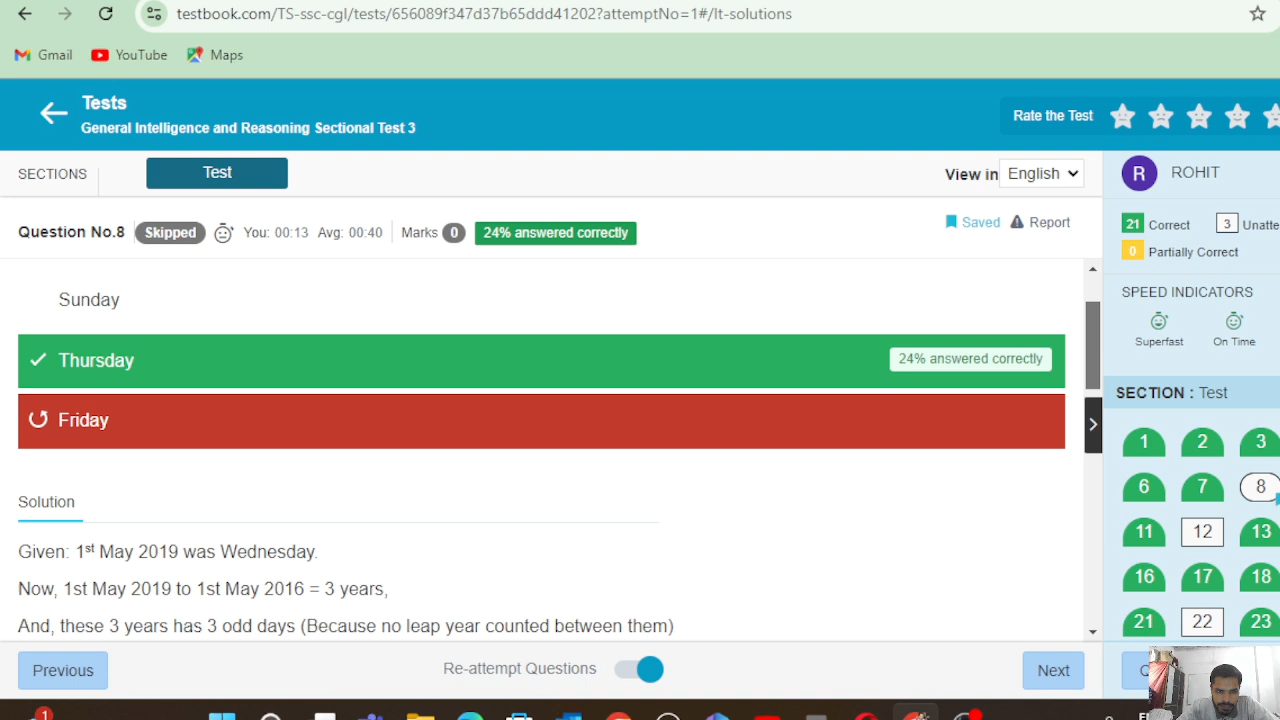 testbook.com/TS-ssc-cgl/tests/656089f347d37b65ddd41202?attemptNo=1#/lt-solutions
Gmail YouTube Maps
Tests
General Intelligence and Reasoning Sectional Test 3
Rate the Test
SECTIONS Test View in English
R ROHIT
Question No.8 Skipped You: 00:13 Avg: 00:40 Marks 0 24% answered correctly Saved Report
21 Correct 3 Unatte
0 Partially Correct
Sunday
SPEED INDICATORS
Superfast On Time
Thursday 24% answered correctly
Friday
SECTION : Test
1 2 3
6 7 8
11 12 13
16 17 18
21 22 23
Solution
Given: 1st May 2019 was Wednesday.
Now, 1st May 2019 to 1st May 2016 = 3 years,
And, these 3 years has 3 odd days (Because no leap year counted between them)
Previous Re-attempt Questions Next
1